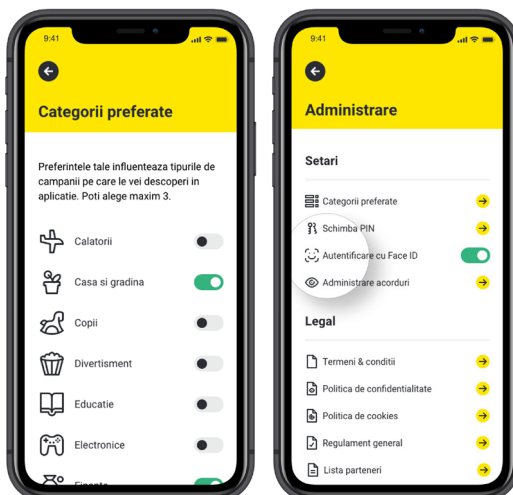 9:41
Categorii preferate
Preferintele tale influenteaza tipurile de
campanii pe care le vei descoperi in
aplicatie. Poti alege maxim 3.
Calatorii
Casa si gradina
Copii
Divertisment
Educatie
Electronice
Finante
9:41
Administrare
Setari
Categorii preferate
Schimba PIN
Autentificare cu Face ID
Administrare acorduri
Legal
Termeni & conditii
Politica de confidentialitate
Politica de cookies
Regulament general
Lista parteneri